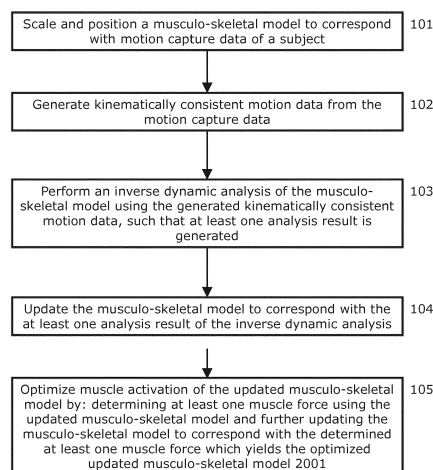 Scale and position a musculo-skeletal model to correspond
with motion capture data of a subject
101
Generate kinematically consistent motion data from the
motion capture data
102
Perform an inverse dynamic analysis of the musculo-
skeletal model using the generated kinematically consistent
motion data, such that at least one analysis result is
generated
103
Update the musculo-skeletal model to correspond with the
at least one analysis result of the inverse dynamic analysis
104
Optimize muscle activation of the updated musculo-skeletal
model by: determining at least one muscle force using the
updated musculo-skeletal model and further updating the
musculo-skeletal model to correspond with the determined
at least one muscle force which yields the optimized
updated musculo-skeletal model 2001
105